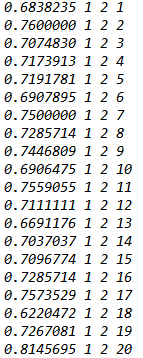 0.6838235 1 2 1
0.7600000 1 2 2
0.7074830 1 2 3
0.7173913 1 2 4
0.7191781 1 2 5
0.6907895 1 2 6
0.7500000 1 2 7
0.7285714 1 2 8
0.7446809 1 2 9
0.6906475 1 2 10
0.7559055 1 2 11
0.7111111 1 2 12
0.6691176 1 2 13
0.7037037 1 2 14
0.7096774 1 2 15
0.7285714 1 2 16
0.7573529 1 2 17
0.6220472 1 2 18
0.7267081 1 2 19
0.8145695 1 2 20